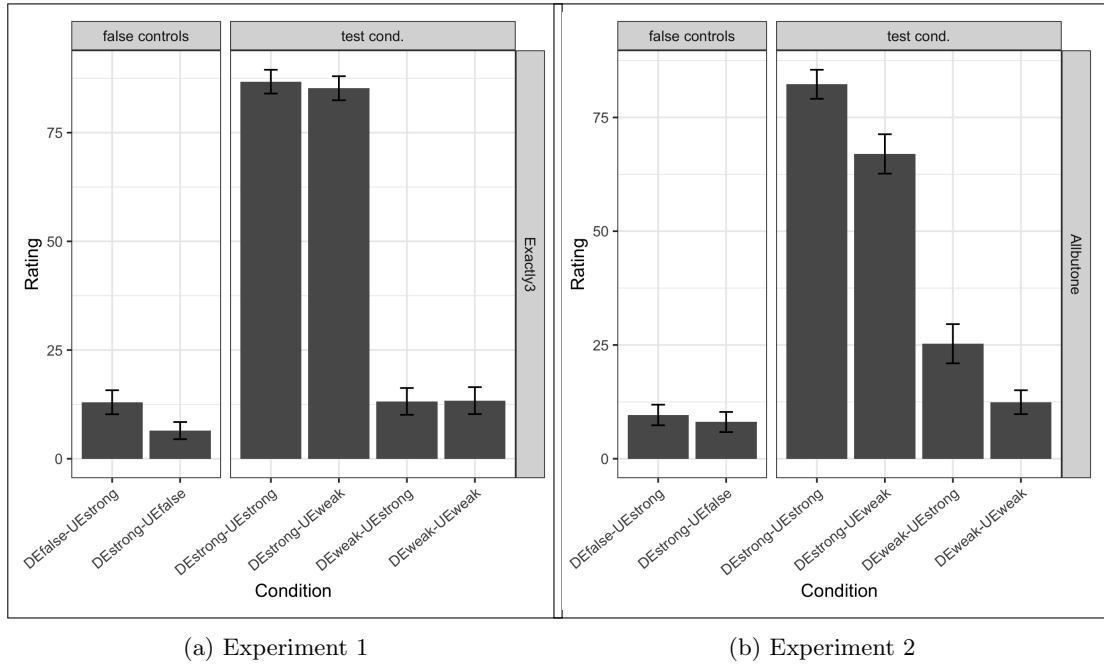 false controls
test cond.
Rating
75
50
25
0
Exactly3
DEfalse-UEstrong
DEstrong-UEfalse
DEstrong-UEstrong
DEstrong-UEweak
DEweak-UEstrong
DEweak-UEweak
Condition
(a) Experiment 1
false controls
test cond.
Rating
75
50
25
0
Allbutone
DEfalse-UEstrong
DEstrong-UEfalse
DEstrong-UEstrong
DEstrong-UEweak
DEweak-UEstrong
DEweak-UEweak
Condition
(b) Experiment 2